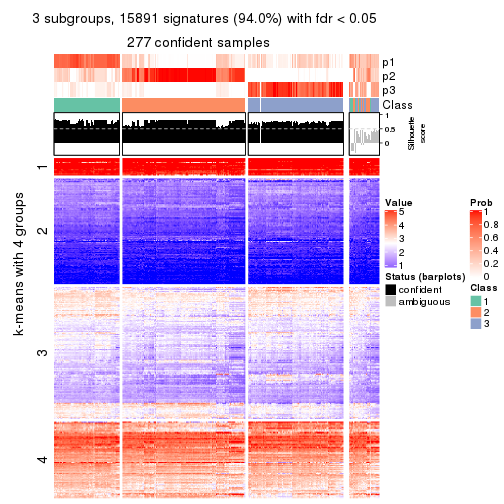 3 subgroups, 15891 signatures (94.0%) with fdr < 0.05
277 confident samples
p1
p2
p3
Class
1
0.5
0
Silhouette
score
k-means with 4 groups
1
2
3
4
Value
5
4
3
2
1
Status (barplots)
confident
ambiguous
Prob
1
0.8
0.6
0.4
0.2
0
Class
1
2
3